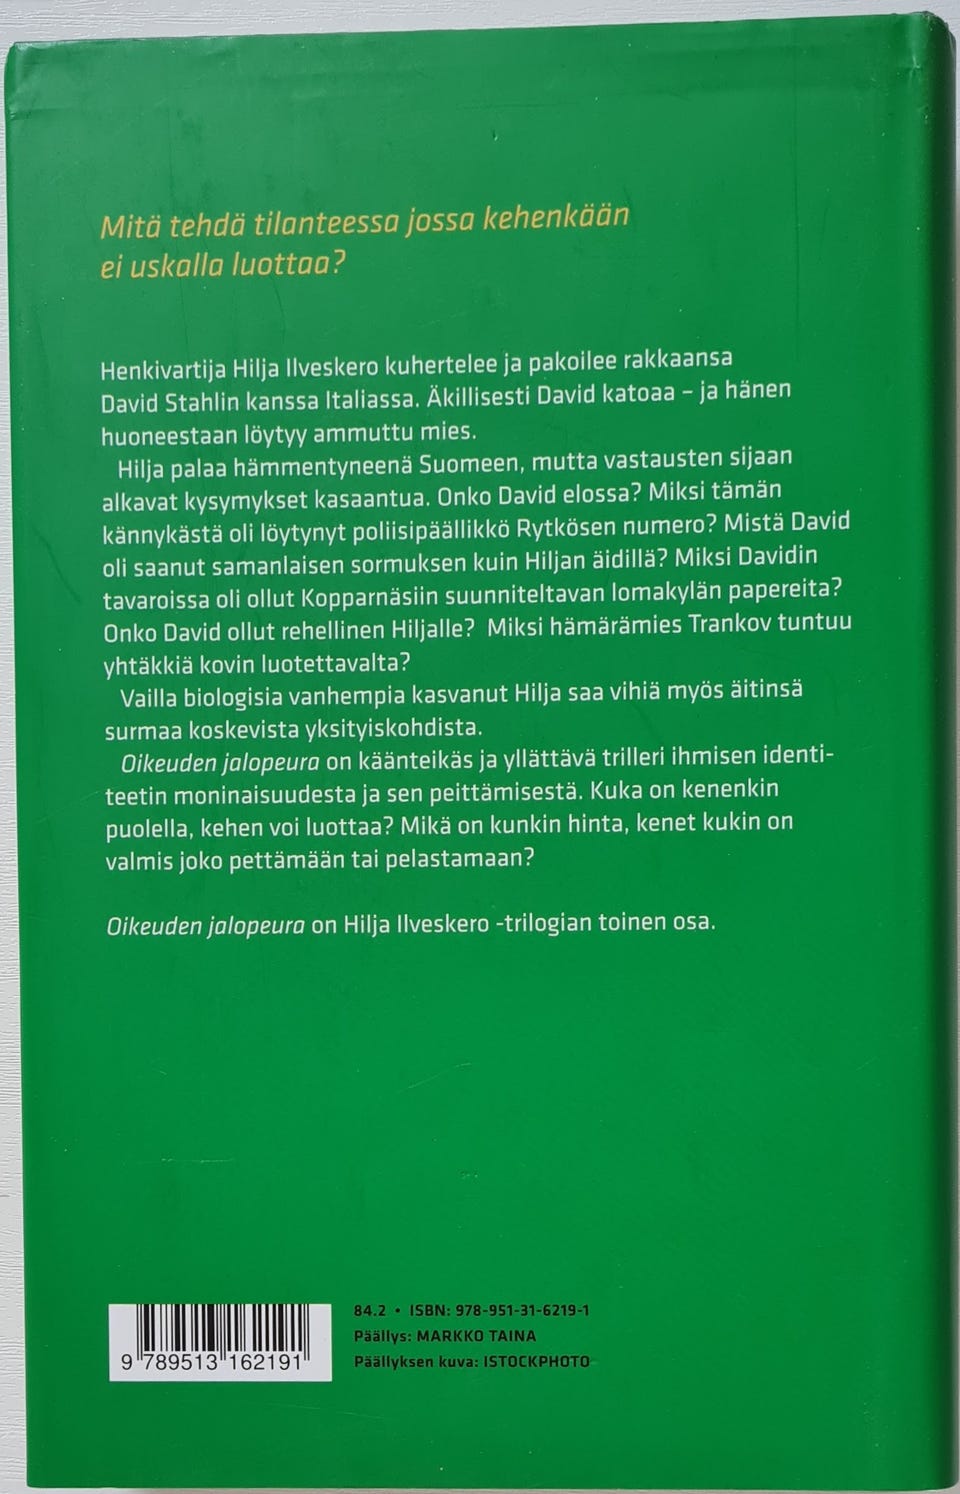 Mitä tehdä tilanteessa jossa kehenkään
ei uskalla luottaa?
Henkivartija Hilja Ilveskero kuhertelee ja pakoilee rakkaansa
David Stahlin kanssa Italiassa. Äkillisesti David katoaa – ja hänen
huoneestaan löytyy ammuttu mies.
Hilja palaa hämmentyneenä Suomeen, mutta vastausten sijaan
alkavat kysymykset kasaantua. Onko David elossa? Miksi tämän
kännykästä oli löytynyt poliisipäällikkö Rytkösen numero? Mistä David
oli saanut samanlaisen sormuksen kuin Hiljan äidillä? Miksi Davidin
tavaroissa oli ollut Kopparnäsiin suunniteltavan lomakylän papereita?
Onko David ollut rehellinen Hiljalle? Miksi hämärämies Trankov tuntuu
yhtäkkiä kovin luotettavalta?
Vailla biologisia vanhempia kasvanut Hilja saa vihiä myös äitinsä
surmaa koskevista yksityiskohdista.
Oikeuden jalopeura on käänteikäs ja yllättävä trilleri ihmisen identi-
teetin moninaisuudesta ja sen peittämisestä. Kuka on kenenkin
puolella, kehen voi luottaa? Mikä on kunkin hinta, kenet kukin on
valmis joko pettämään tai pelastamaan?
Oikeuden jalopeura on Hilja Ilveskero -trilogian toinen osa.
84.2 • ISBN: 978-951-31-6219-1
Päällys: MARKKO TAINA
Päällyksen kuva: ISTOCKPHOTO
9 789513 162191